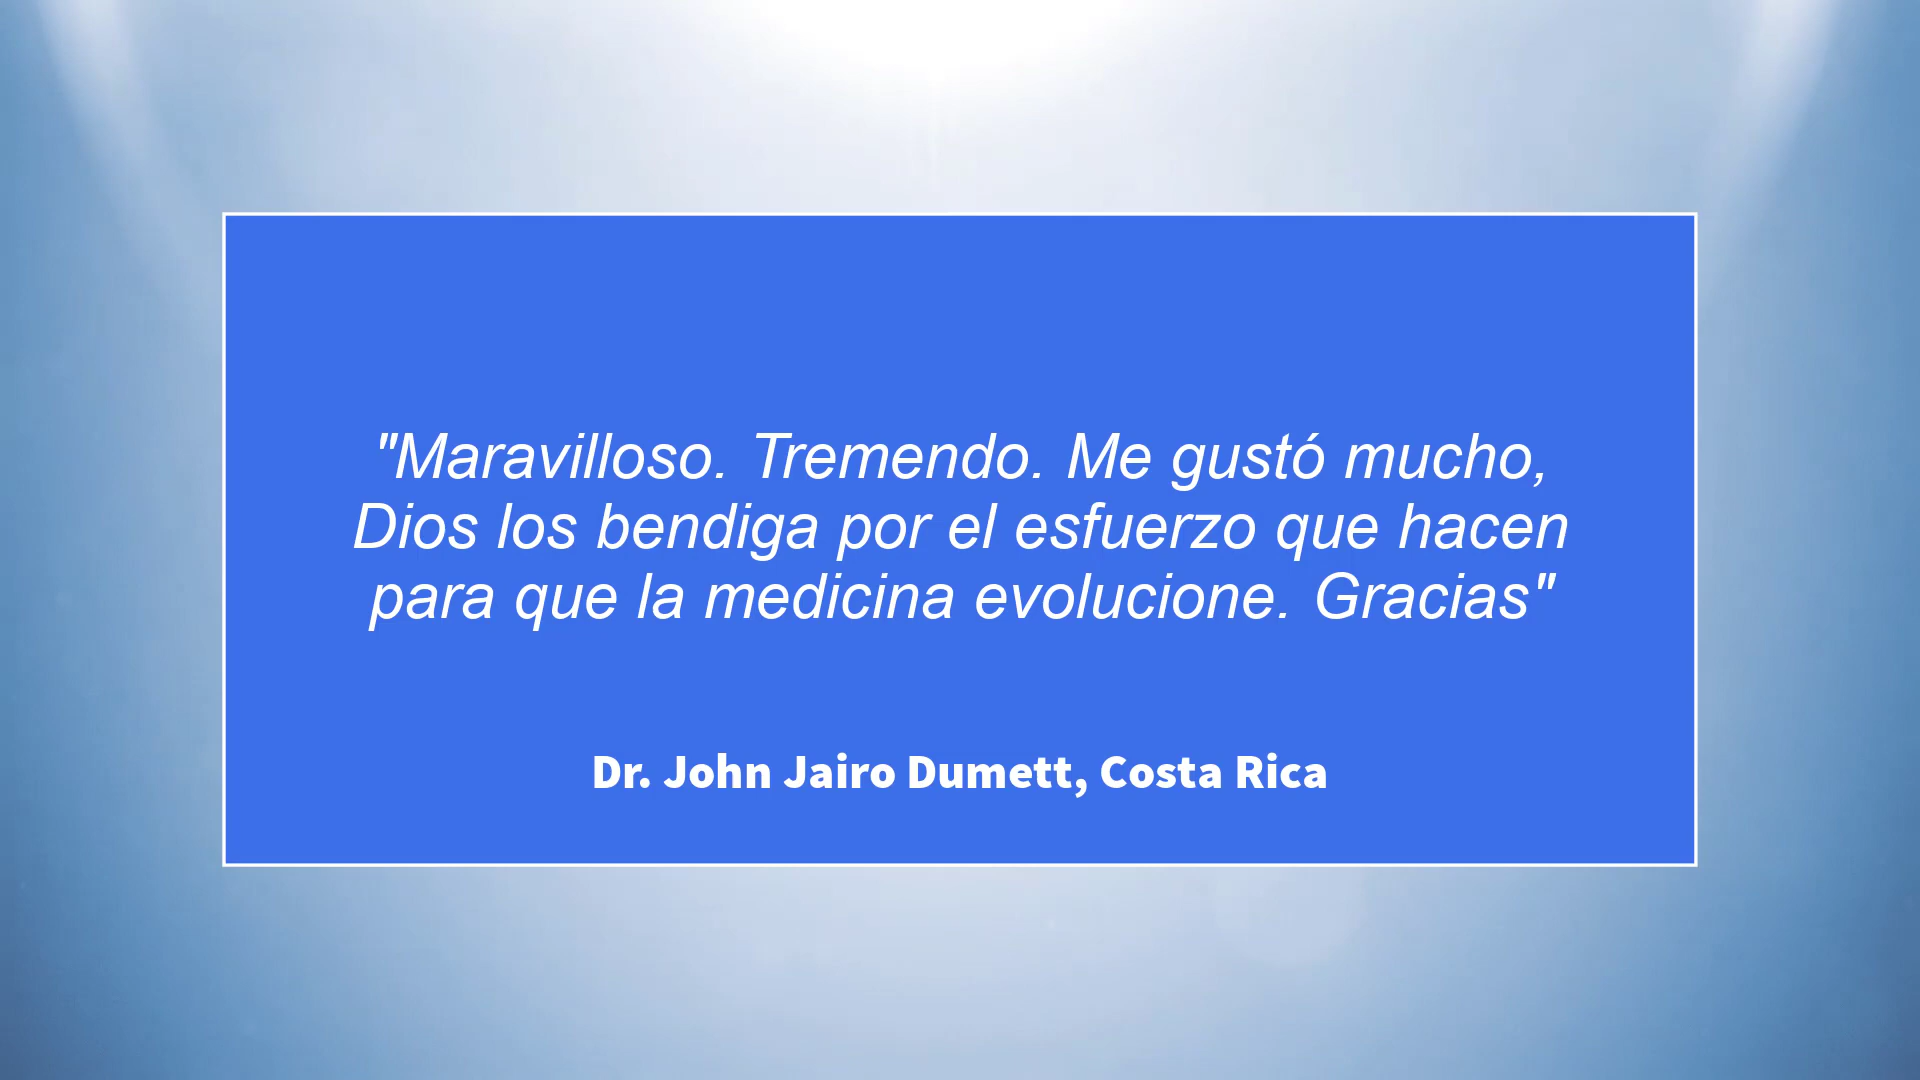 "Maravilloso. Tremendo. Me gustó mucho,
Dios los bendiga por el esfuerzo que hacen
para que la medicina evolucione. Gracias"
Dr. John Jairo Dumett, Costa Rica